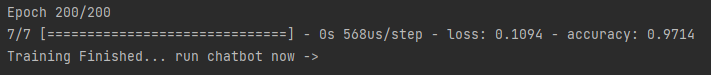 Epoch 200/200
7/7 [==============================] - 0s 568us/step - loss: 0.1094 - accuracy: 0.9714
Training Finished... run chatbot now ->